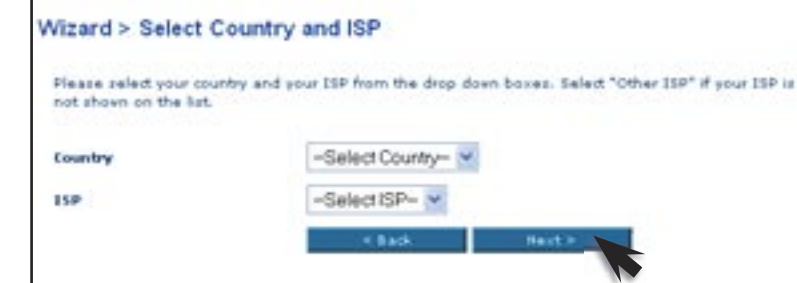 Wizard > Select Country and ISP
Please select your country and your ISP from the drop down boxes. Select "Other ISP" if your ISP is
not shown on the list.
Country --Select Country--
ISP --Select ISP--
< Back Next >